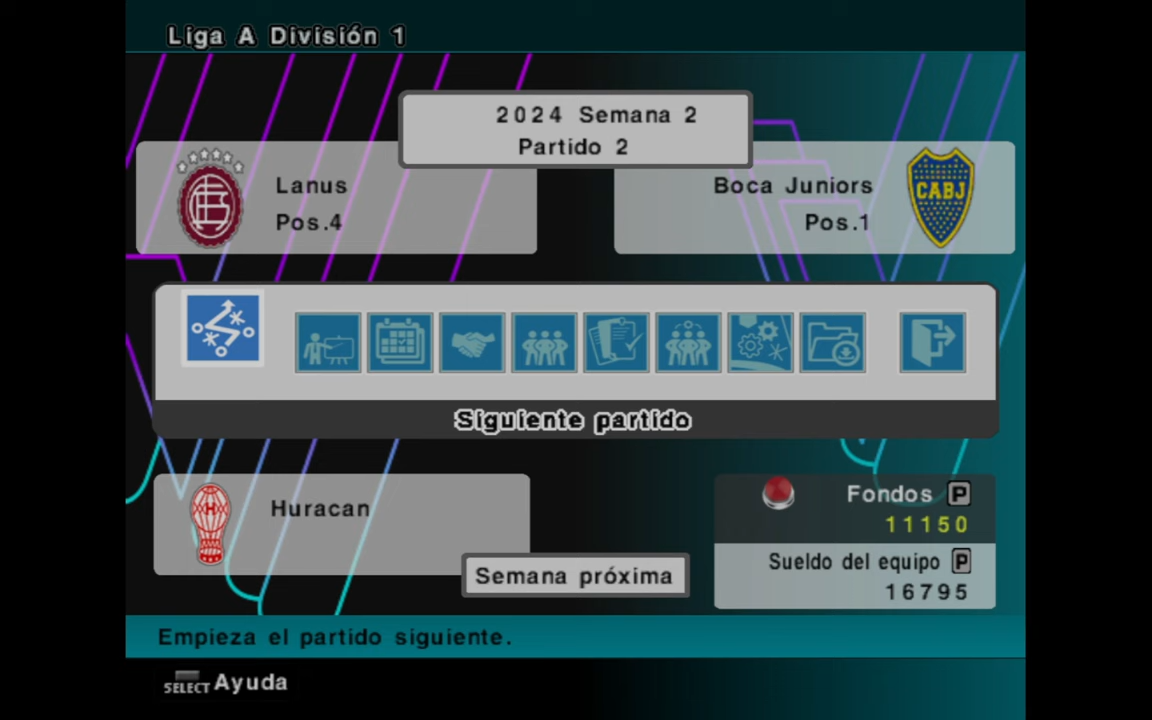 Liga A División 1
2024 Semana 2
Partido 2
Lanus
Pos.4
Boca Juniors
Pos.1
CABJ
Siguiente partido
Huracan
H
Semana próxima
Fondos P
11150
Sueldo del equipo P
16795
Empieza el partido siguiente.
SELECT Ayuda